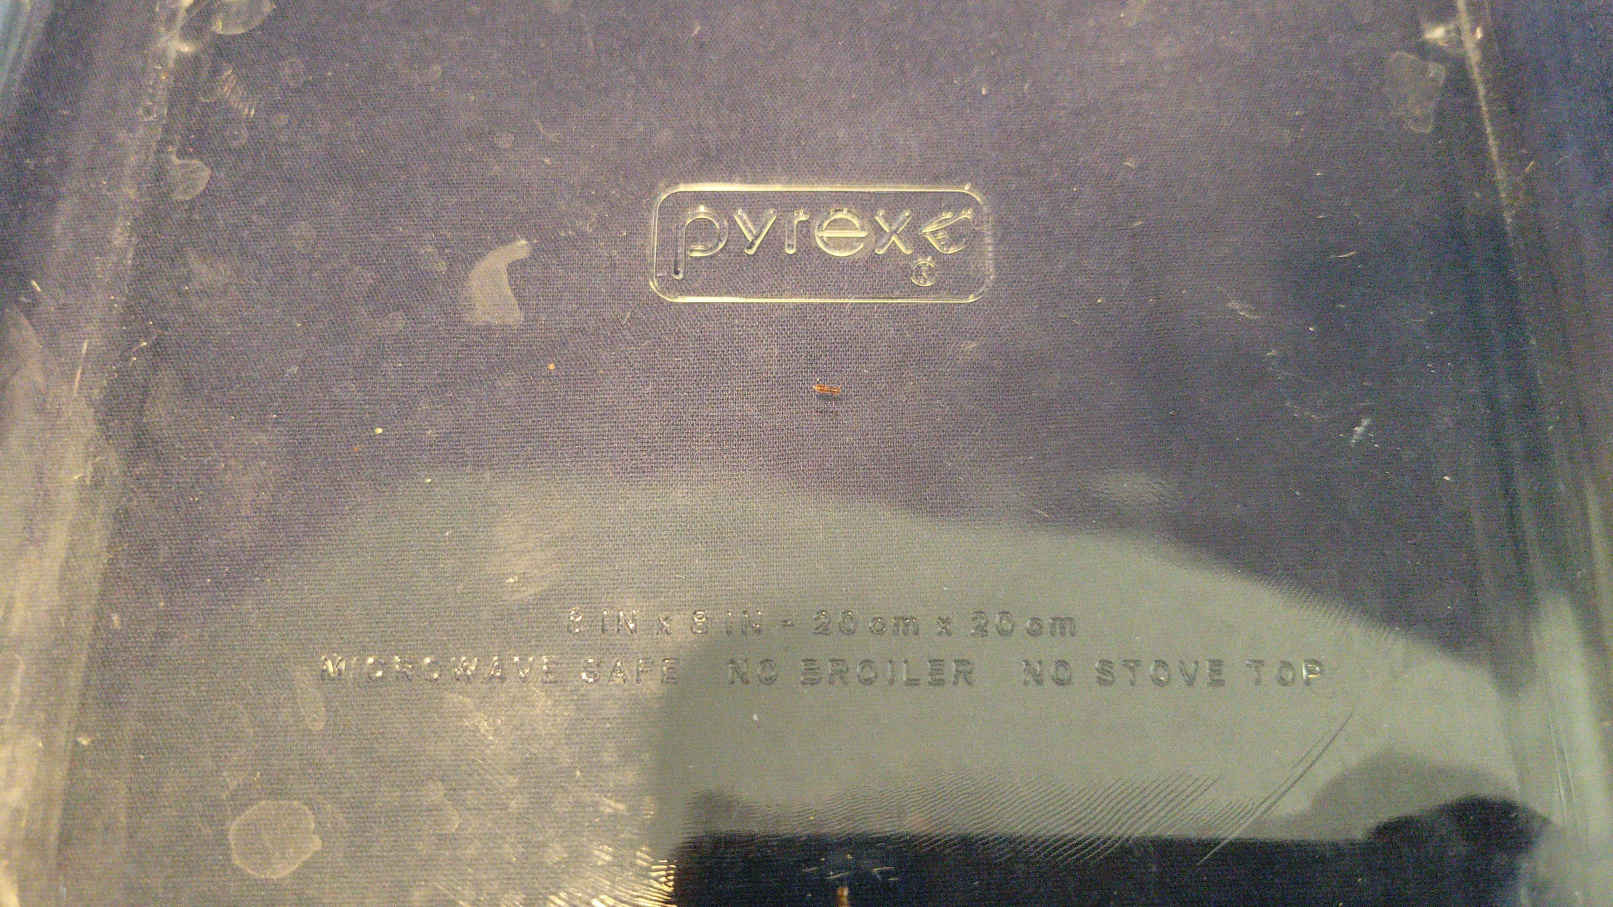 pyrex
®
8 IN x 8 IN - 20 cm x 20 cm
MICROWAVE SAFE NO BROILER NO STOVE TOP